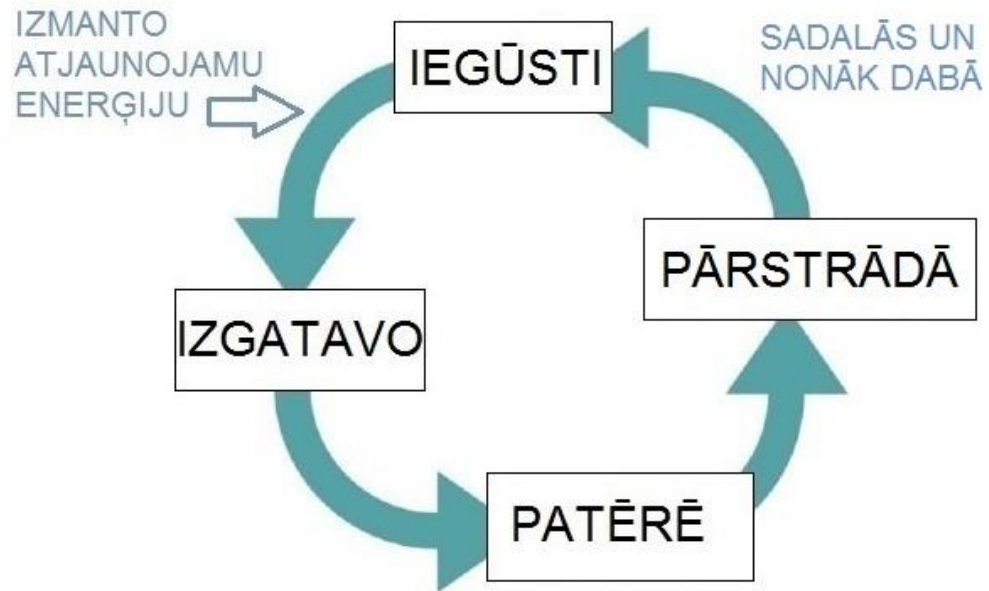 IZMANTO
ATJAUNOJAMU
ENERĢIJU
IEGŪSTI
SADALĀS UN
NONĀK DABĀ
PĀRSTRĀDĀ
IZGATAVO
PATĒRĒ